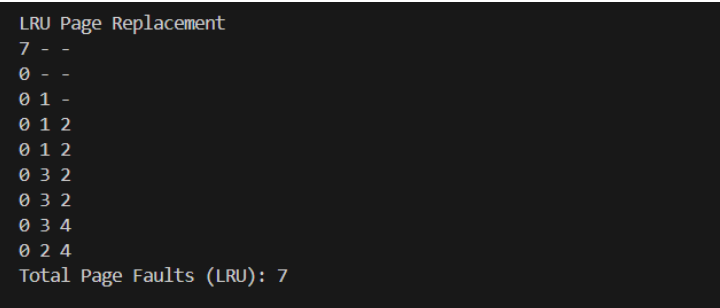 LRU Page Replacement
7 - -
0 - -
0 1 -
0 1 2
0 1 2
0 3 2
0 3 2
0 3 4
0 2 4
Total Page Faults (LRU): 7